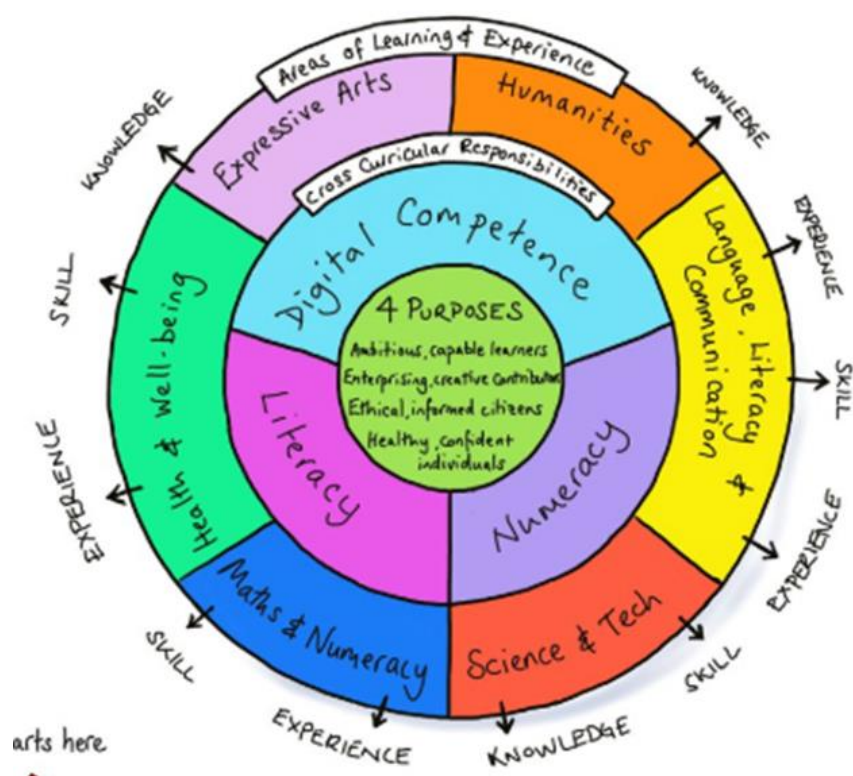 Areas of Learning & Experience
Expressive Arts
Humanities
Cross Curricular Responsibilities
Digital Competence
4 PURPOSES
Ambitious, capable learners
Enterprising, creative Contributors
Ethical, informed citizens
Healthy, confident
individuals
Literacy
Numeracy
Health & Well-being
Language, Literacy &
Communication
Maths & Numeracy
Science & Tech
KNOWLEDGE
EXPERIENCE
SKILL
EXPERIENCE
SKILL
KNOWLEDGE
EXPERIENCE
SKILL
EXPERIENCE
SKILL
KNOWLEDGE
arts here